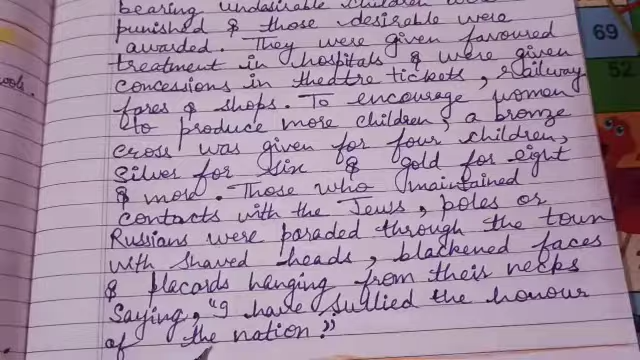 bearing undesirable children were
punished & those desirable were
awarded. They were given favoured
treatment in hospitals & were given
concessions in theatre tickets, railway
fares & shops. To encourage woman
to produce more children, a bronze
cross was given for four children,
silver for six & gold for eight
& more. Those who maintained
contacts with the Jews, poles or
Russians were paraded through the town
with shaved heads, blackened faces
& placards hanging from their necks
saying, "I have sullied the honour
of the nation."
69
52